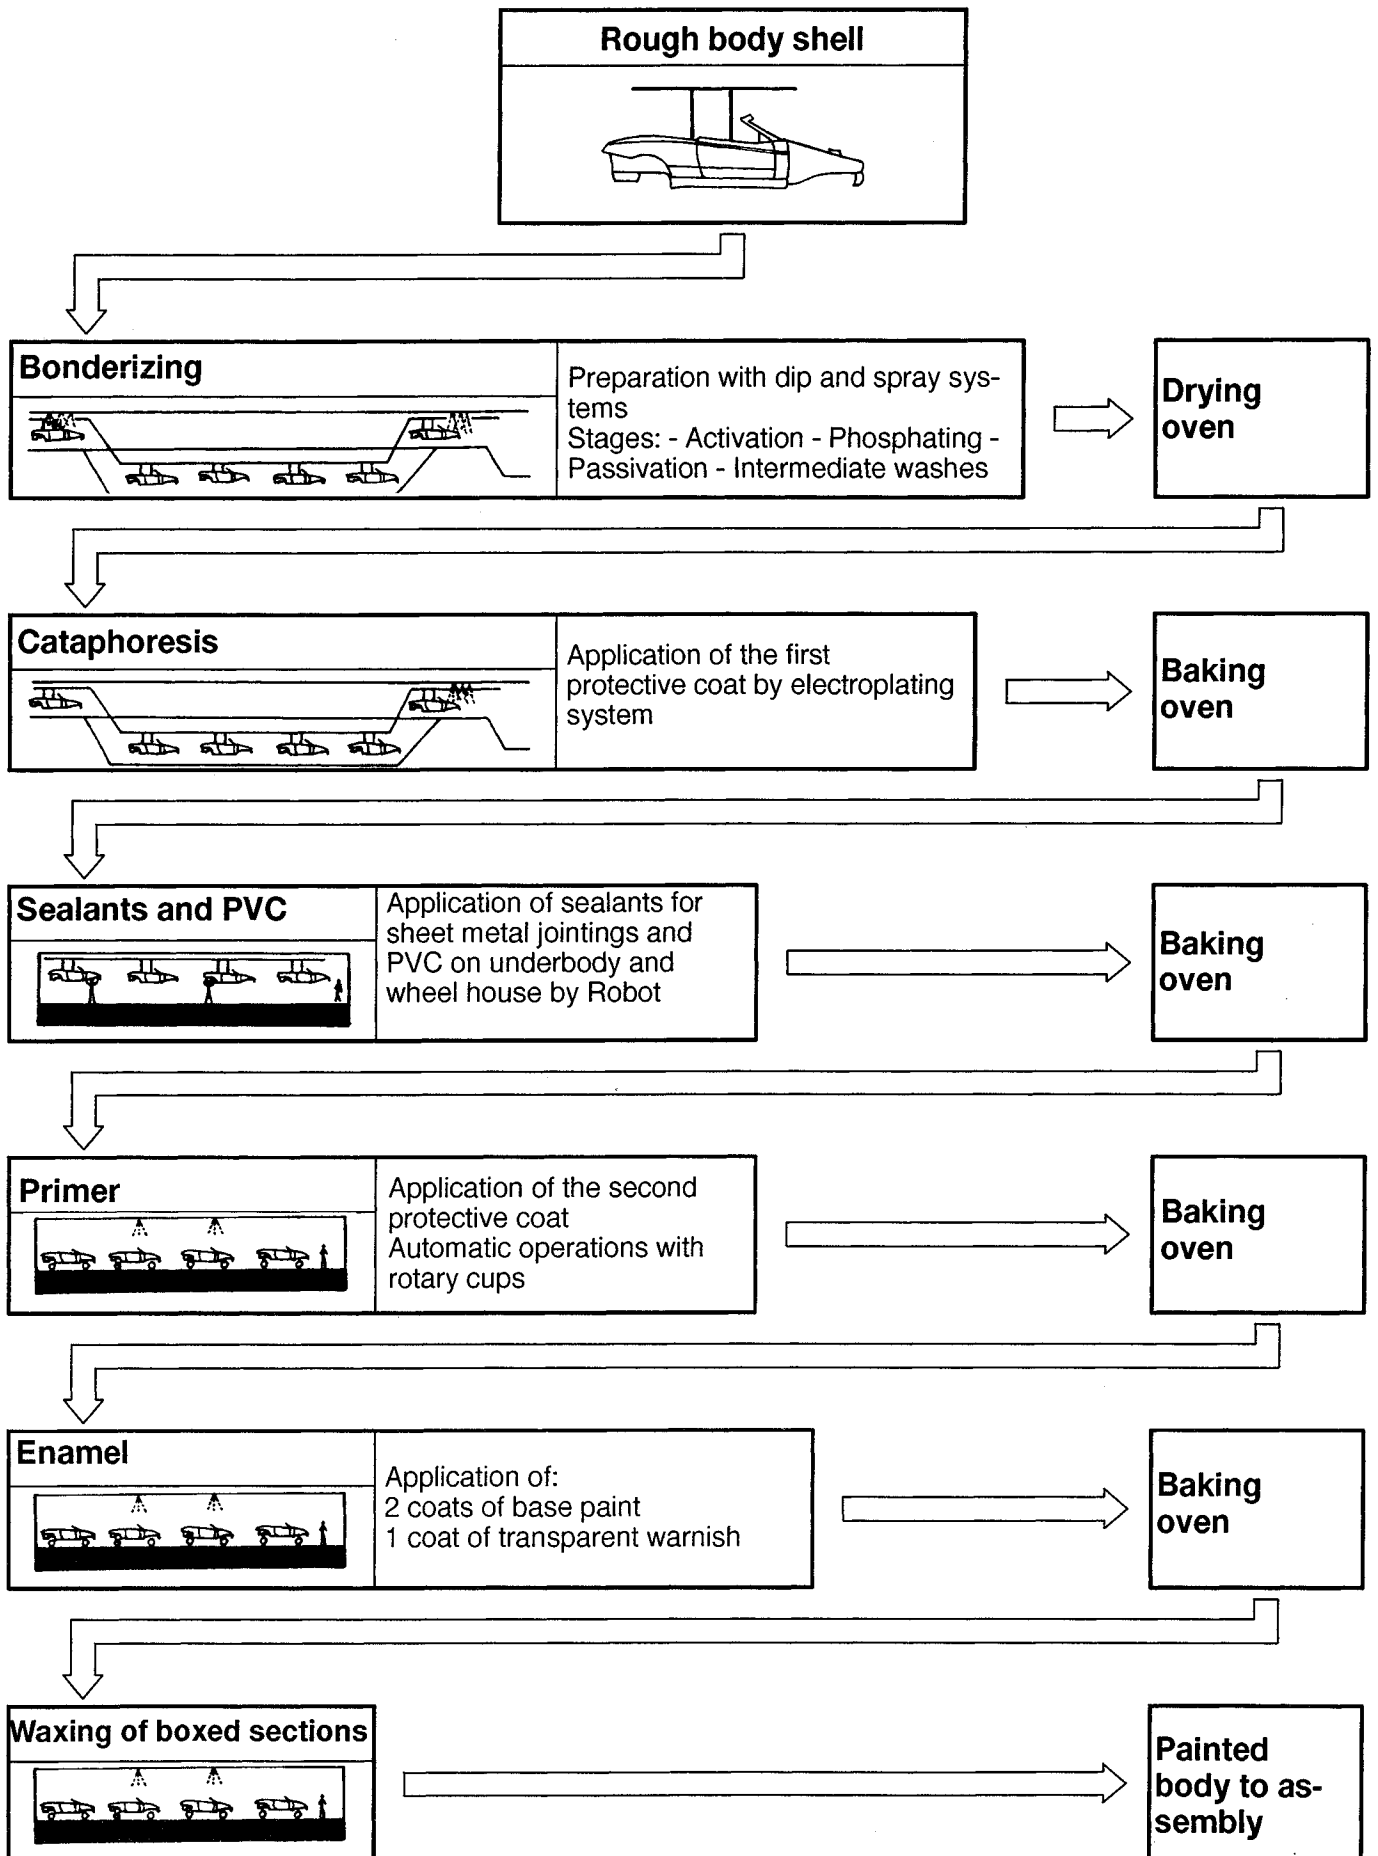 Rough body shell
Bonderizing
Preparation with dip and spray sys-
tems
Stages: - Activation - Phosphating -
Passivation - Intermediate washes
Drying
oven
Cataphoresis
Application of the first
protective coat by electroplating
system
Baking
oven
Sealants and PVC
Application of sealants for
sheet metal jointings and
PVC on underbody and
wheel house by Robot
Baking
oven
Primer
Application of the second
protective coat
Automatic operations with
rotary cups
Baking
oven
Enamel
Application of:
2 coats of base paint
1 coat of transparent warnish
Baking
oven
Waxing of boxed sections
Painted
body to as-
sembly